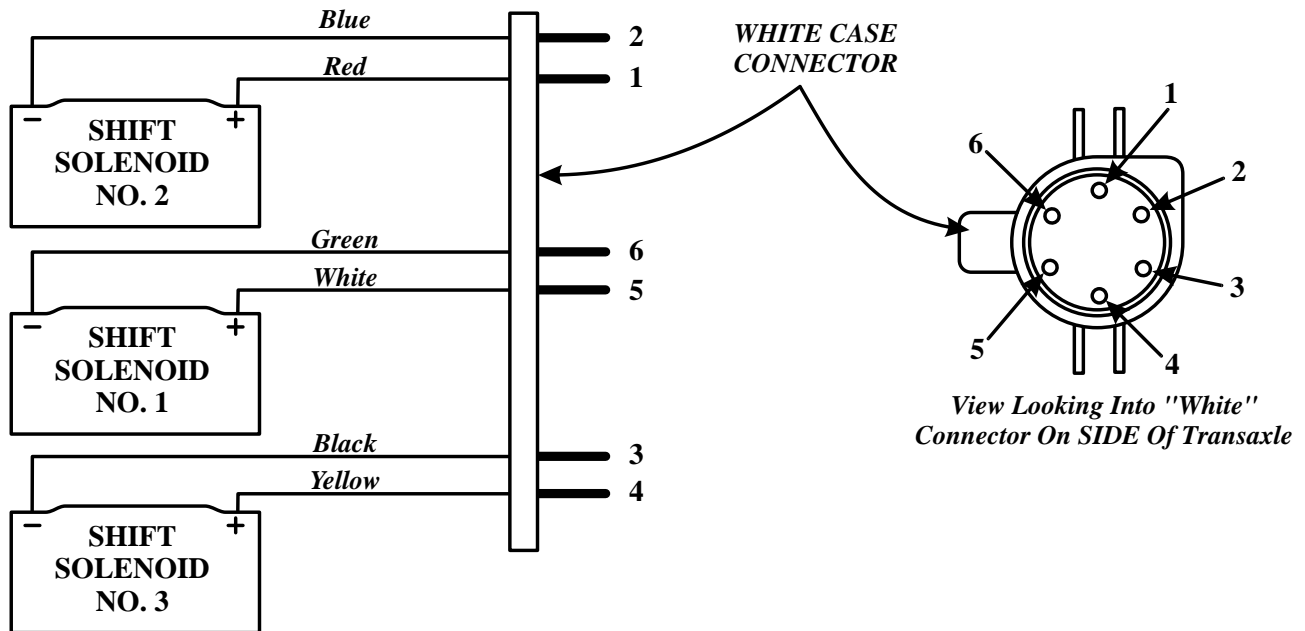 Blue
2
Red
1
− +
SHIFT
SOLENOID
NO. 2
Green
6
White
5
− +
SHIFT
SOLENOID
NO. 1
Black
3
Yellow
4
− +
SHIFT
SOLENOID
NO. 3
WHITE CASE
CONNECTOR
1
6
2
3
5
4
View Looking Into "White"
Connector On SIDE Of Transaxle